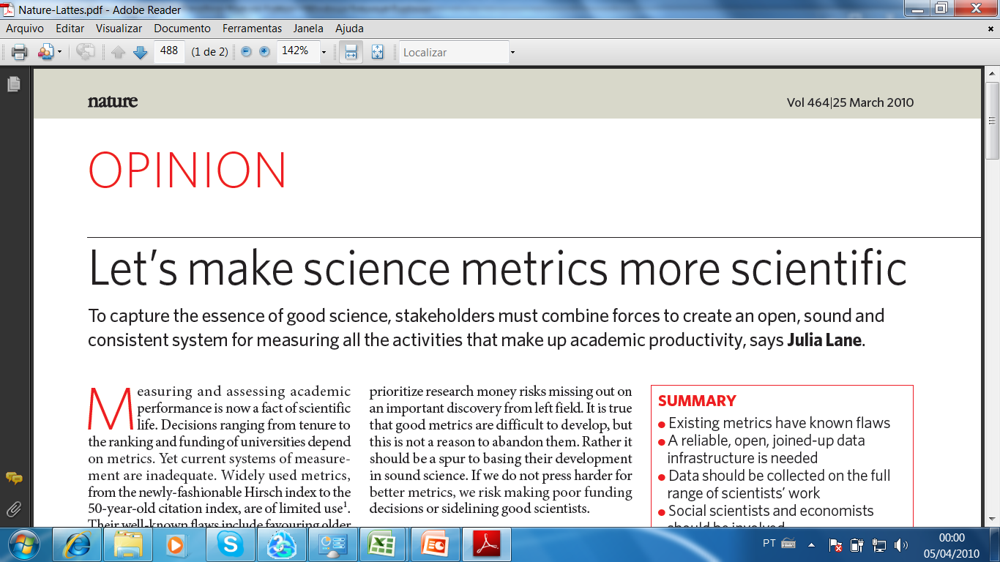 Nature-Lattes.pdf - Adobe Reader
Arquivo Editar Visualizar Documento Ferramentas Janela Ajuda
488 (1 de 2) 142% Localizar
nature Vol 464|25 March 2010
OPINION
Let's make science metrics more scientific
To capture the essence of good science, stakeholders must combine forces to create an open, sound and
consistent system for measuring all the activities that make up academic productivity, says Julia Lane.
Measuring and assessing academic
performance is now a fact of scientific
life. Decisions ranging from tenure to
the ranking and funding of universities depend
on metrics. Yet current systems of measure-
ment are inadequate. Widely used metrics,
from the newly-fashionable Hirsch index to the
50-year-old citation index, are of limited use¹.
Their well-known flaws include favouring older
prioritize research money risks missing out on
an important discovery from left field. It is true
that good metrics are difficult to develop, but
this is not a reason to abandon them. Rather it
should be a spur to basing their development
in sound science. If we do not press harder for
better metrics, we risk making poor funding
decisions or sidelining good scientists.
SUMMARY
● Existing metrics have known flaws
● A reliable, open, joined-up data
infrastructure is needed
● Data should be collected on the full
range of scientists' work
● Social scientists and economists
should be involved
PT 00:00
05/04/2010